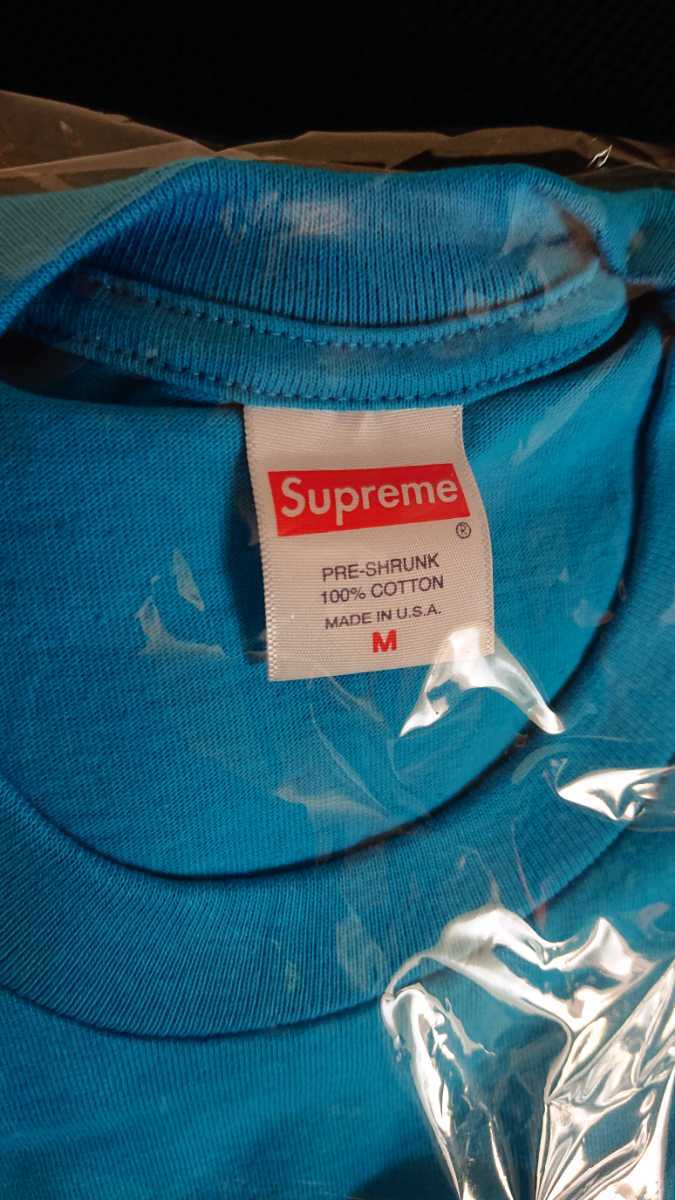 Supreme
®
PRE-SHRUNK
100% COTTON
MADE IN U.S.A.
M